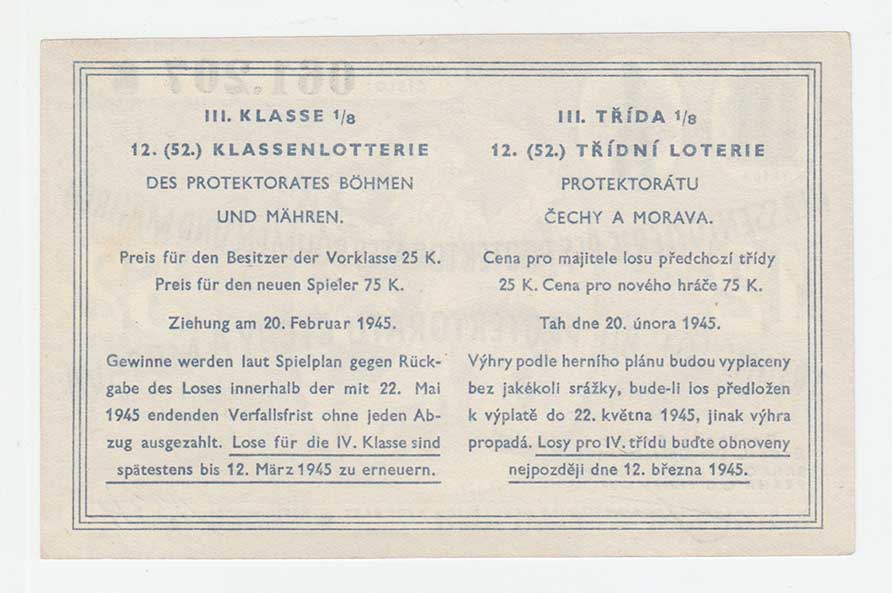 III. KLASSE 1/8
12. (52.) KLASSENLOTTERIE
DES PROTEKTORATES BÖHMEN
UND MÄHREN.
Preis für den Besitzer der Vorklasse 25 K.
Preis für den neuen Spieler 75 K.
Ziehung am 20. Februar 1945.
Gewinne werden laut Spielplan gegen Rück-
gabe des Loses innerhalb der mit 22. Mai
1945 endenden Verfallsfrist ohne jeden Ab-
zug ausgezahlt. Lose für die IV. Klasse sind
spätestens bis 12. März 1945 zu erneuern.
III. TŘÍDA 1/8
12. (52.) TŘÍDNÍ LOTERIE
PROTEKTORÁTU
ČECHY A MORAVA.
Cena pro majitele losu předchozí třídy
25 K. Cena pro nového hráče 75 K.
Tah dne 20. února 1945.
Výhry podle herního plánu budou vyplaceny
bez jakékoli srážky, bude-li los předložen
k výplatě do 22. května 1945, jinak výhra
propadá. Losy pro IV. třídu buďte obnoveny
nejpozději dne 12. března 1945.